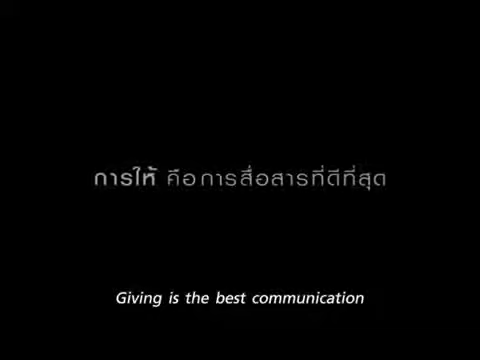 การให้ คือการสื่อสารที่ดีที่สุด
Giving is the best communication